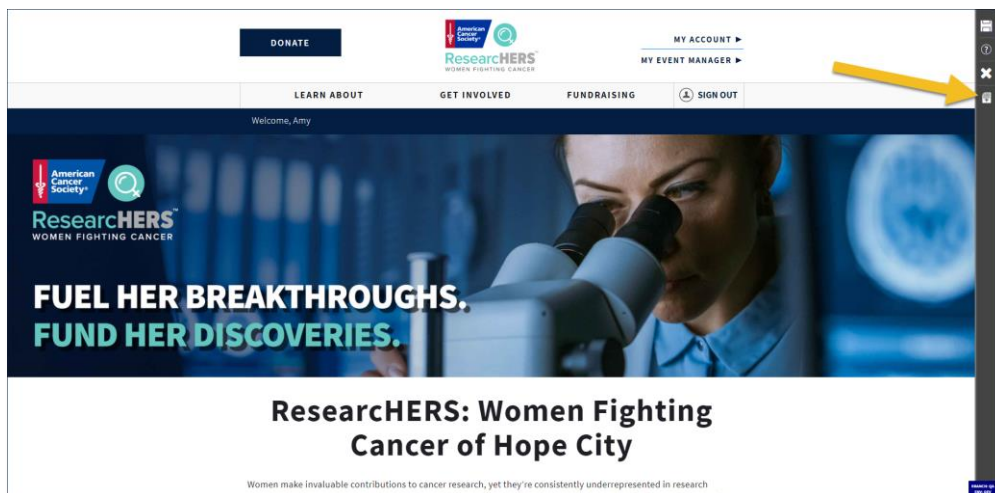 DONATE
American
Cancer
Society®
ResearcHERS™
WOMEN FIGHTING CANCER
MY ACCOUNT ▶
MY EVENT MANAGER ▶
LEARN ABOUT
GET INVOLVED
FUNDRAISING
SIGN OUT
Welcome, Amy
American
Cancer
Society®
ResearcHERS™
WOMEN FIGHTING CANCER
FUEL HER BREAKTHROUGHS.
FUND HER DISCOVERIES.
ResearcHERS: Women Fighting
Cancer of Hope City
Women make invaluable contributions to cancer research, yet they're consistently underrepresented in research